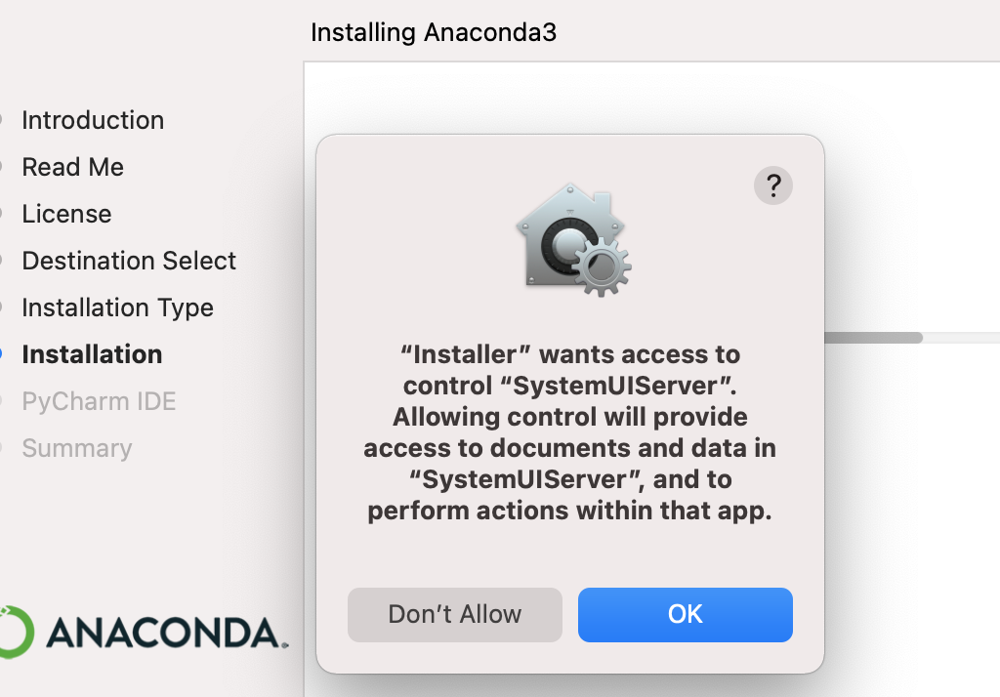 Installing Anaconda3
Introduction
Read Me
License
Destination Select
Installation Type
Installation
PyCharm IDE
Summary
ANACONDA.
?
“Installer” wants access to
control “SystemUIServer”.
Allowing control will provide
access to documents and data in
“SystemUIServer”, and to
perform actions within that app.
Don’t Allow
OK